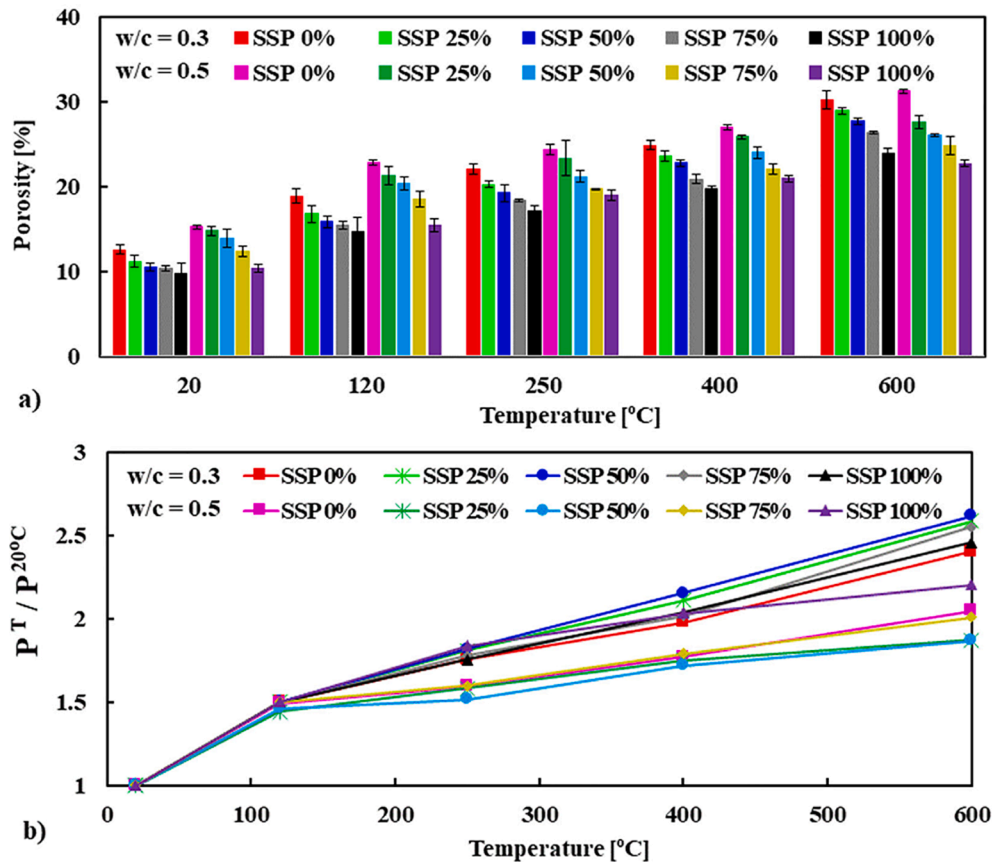 40
w/c = 0.3 SSP 0% SSP 25% SSP 50% SSP 75% SSP 100%
w/c = 0.5 SSP 0% SSP 25% SSP 50% SSP 75% SSP 100%
30
Porosity [%]
20
10
0
20 120 250 400 600
a)
Temperature [⁰C]
3
w/c = 0.3 SSP 0% SSP 25% SSP 50% SSP 75% SSP 100%
w/c = 0.5 SSP 0% SSP 25% SSP 50% SSP 75% SSP 100%
2.5
P ᵀ / P²⁰ᵒᶜ
2
1.5
1
0 100 200 300 400 500 600
b)
Temperature [⁰C]